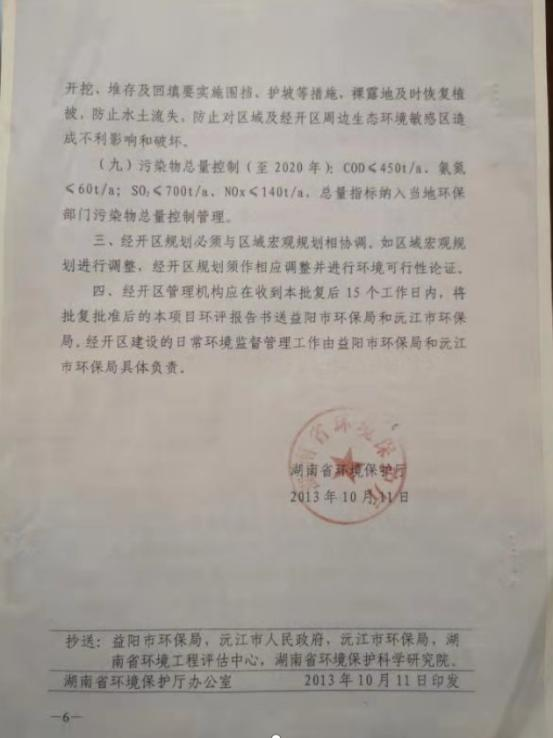 开挖、堆存及回填要实施围挡、护坡等措施，裸露地及时恢复植
被，防止水土流失，防止对区域及经开区周边生态环境敏感区造
成不利影响和破坏。
（九）污染物总量控制（至 2020 年）：COD≤450t/a、氨氮
≤60t/a；SO₂≤700t/a、NOx≤140t/a，总量指标纳入当地环保
部门污染物总量控制管理。
三、经开区规划必须与区域宏观规划相协调，如区域宏观规
划进行调整，经开区规划须作相应调整并进行环境可行性论证。
四、经开区管理机构应在收到本批复后 15 个工作日内，将
批复批准后的本项目环评报告书送益阳市环保局和沅江市环保
局。经开区建设的日常环境监督管理工作由益阳市环保局和沅江
市环保局具体负责。
湖南省环境保护厅
湖南省环境保护厅
2013 年 10 月 11 日
抄送：益阳市环保局，沅江市人民政府，沅江市环保局，湖
南省环境工程评估中心，湖南省环境保护科学研究院。
湖南省环境保护厅办公室 2013 年 10 月 11 日印发
—6—